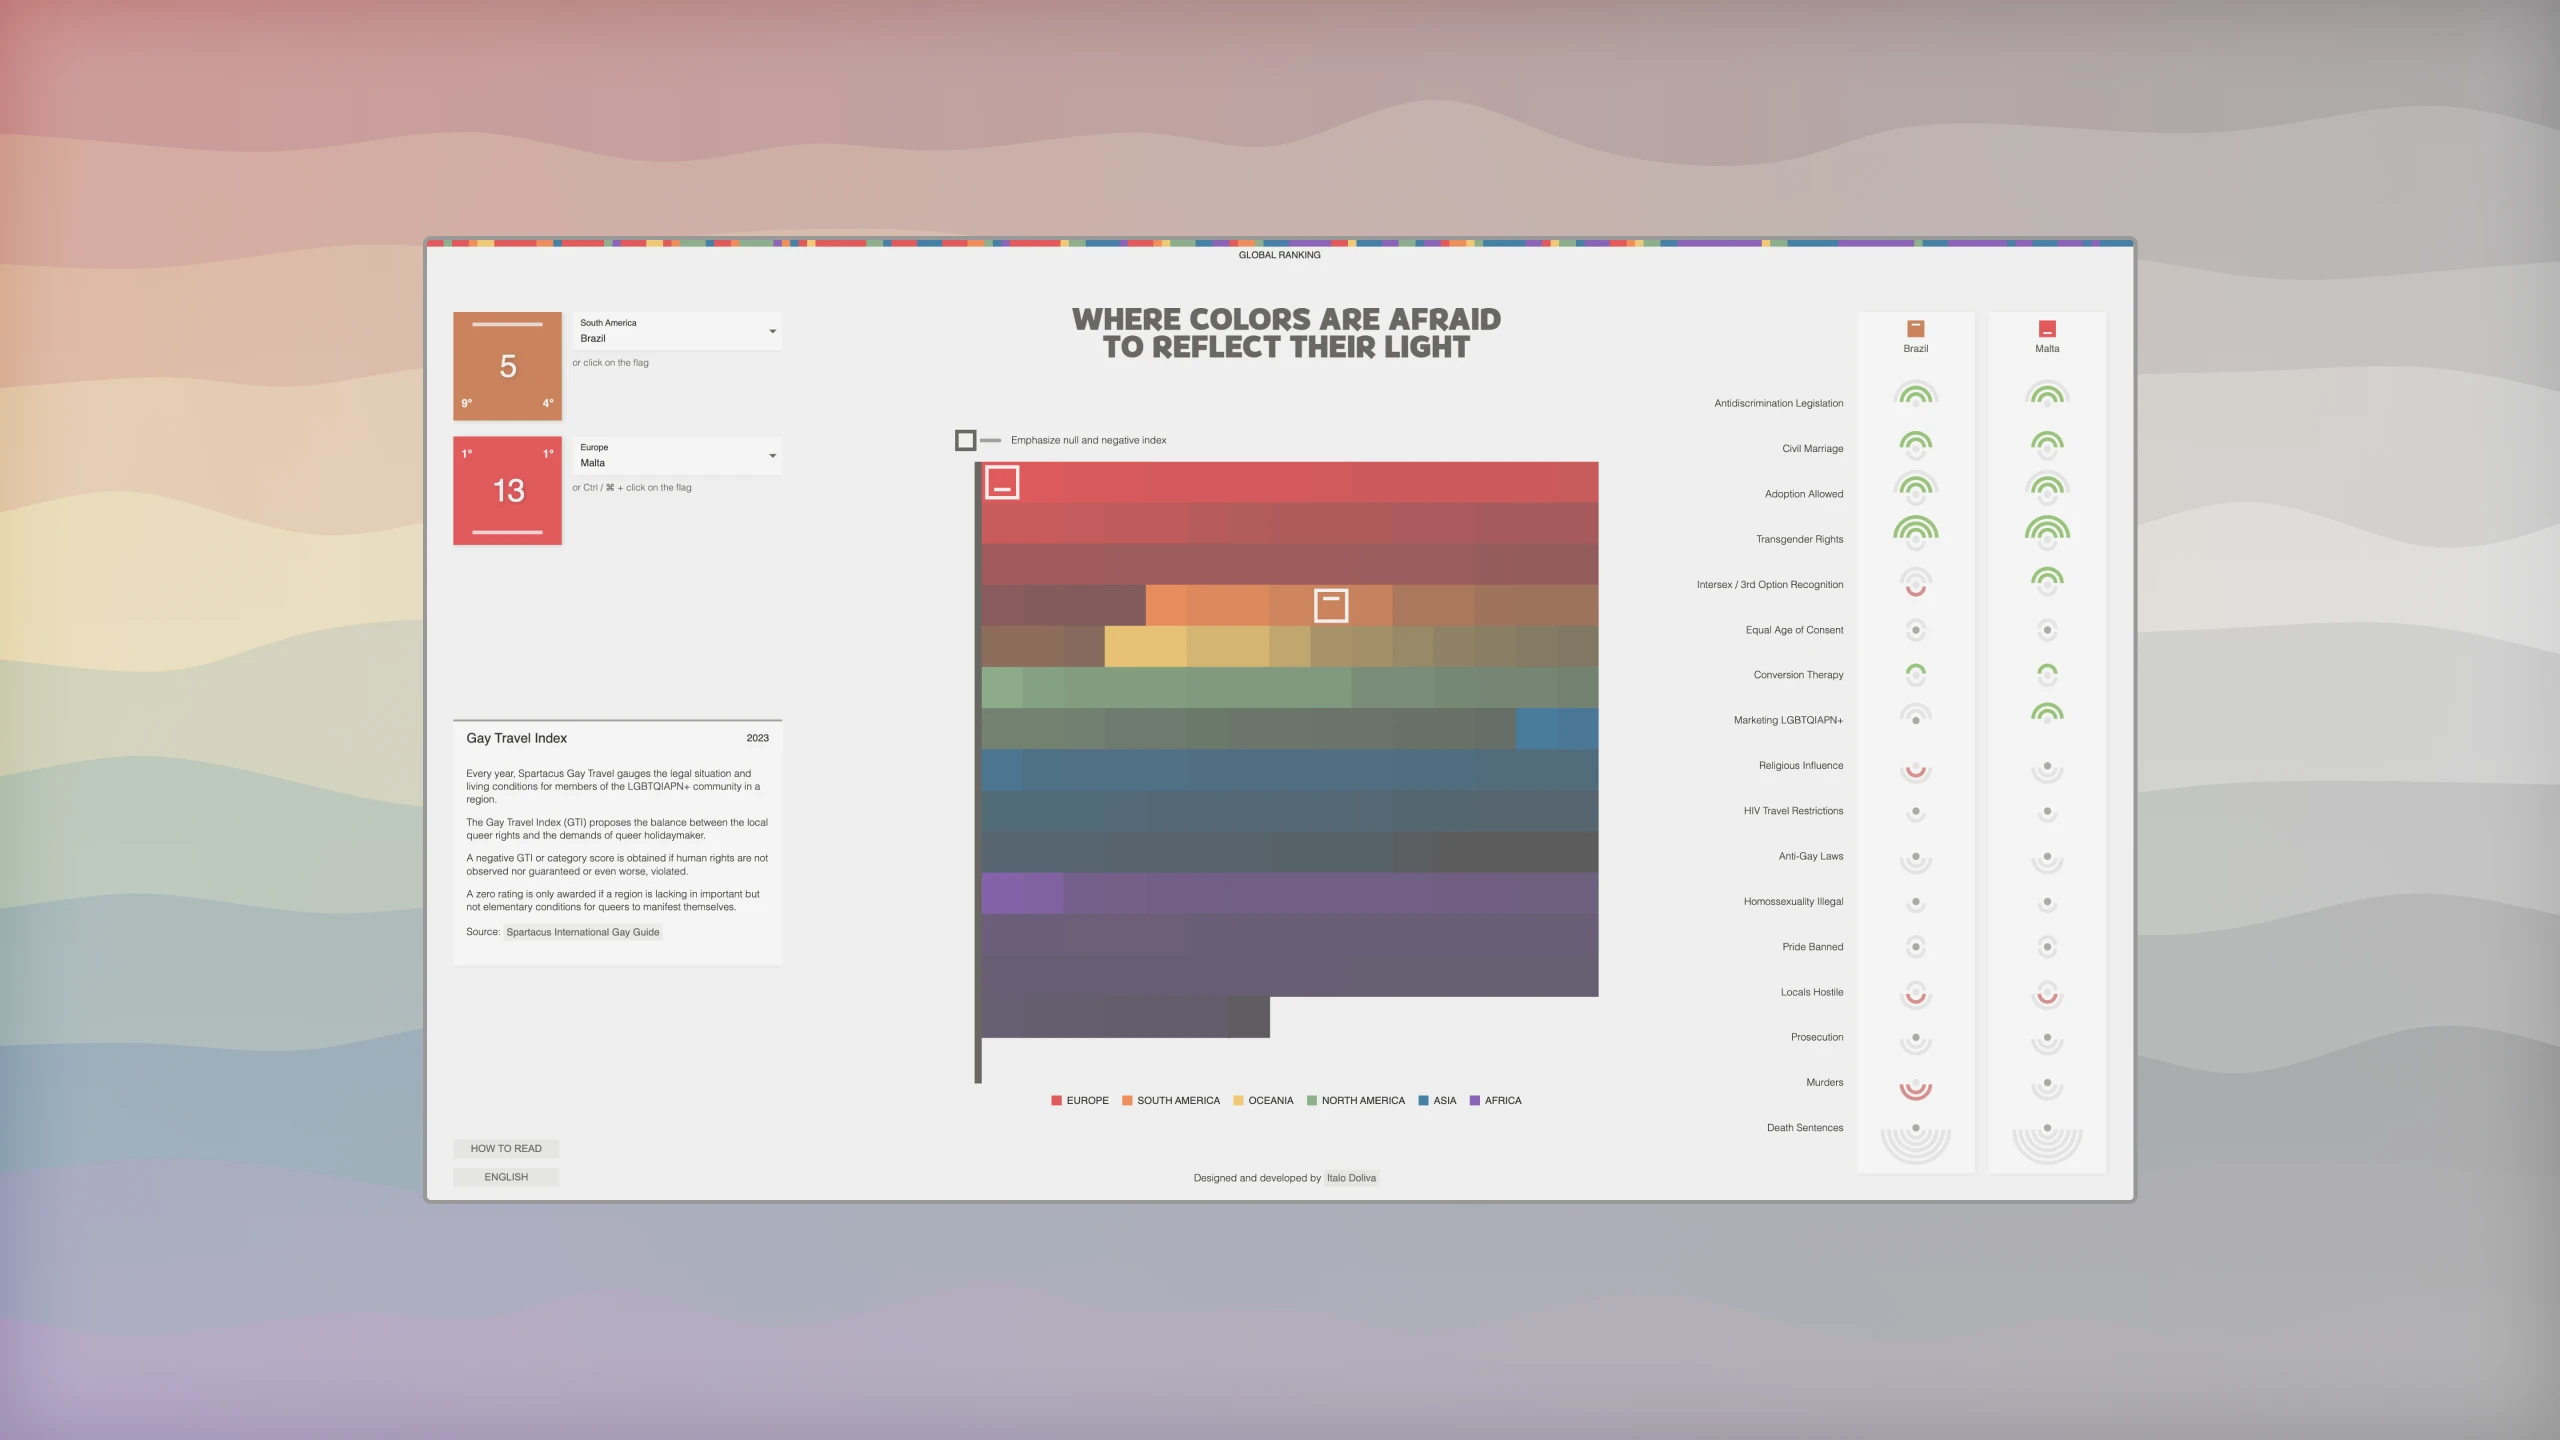 GLOBAL RANKING
5
9°
4°
South America
Brazil
or click on the flag
1°
1°
13
Europe
Malta
or Ctrl / ⌘ + click on the flag
Gay Travel Index
2023
Every year, Spartacus Gay Travel gauges the legal situation and
living conditions for members of the LGBTQIAPN+ community in a
region.
The Gay Travel Index (GTI) proposes the balance between the local
queer rights and the demands of queer holidaymaker.
A negative GTI or category score is obtained if human rights are not
observed nor guaranteed or even worse, violated.
A zero rating is only awarded if a region is lacking in important but
not elementary conditions for queers to manifest themselves.
Source: Spartacus International Gay Guide
HOW TO READ
ENGLISH
WHERE COLORS ARE AFRAID
TO REFLECT THEIR LIGHT
Emphasize null and negative index
EUROPE
SOUTH AMERICA
OCEANIA
NORTH AMERICA
ASIA
AFRICA
Designed and developed by Italo Doliva
Brazil
Malta
Antidiscrimination Legislation
Civil Marriage
Adoption Allowed
Transgender Rights
Intersex / 3rd Option Recognition
Equal Age of Consent
Conversion Therapy
Marketing LGBTQIAPN+
Religious Influence
HIV Travel Restrictions
Anti-Gay Laws
Homossexuality Illegal
Pride Banned
Locals Hostile
Prosecution
Murders
Death Sentences